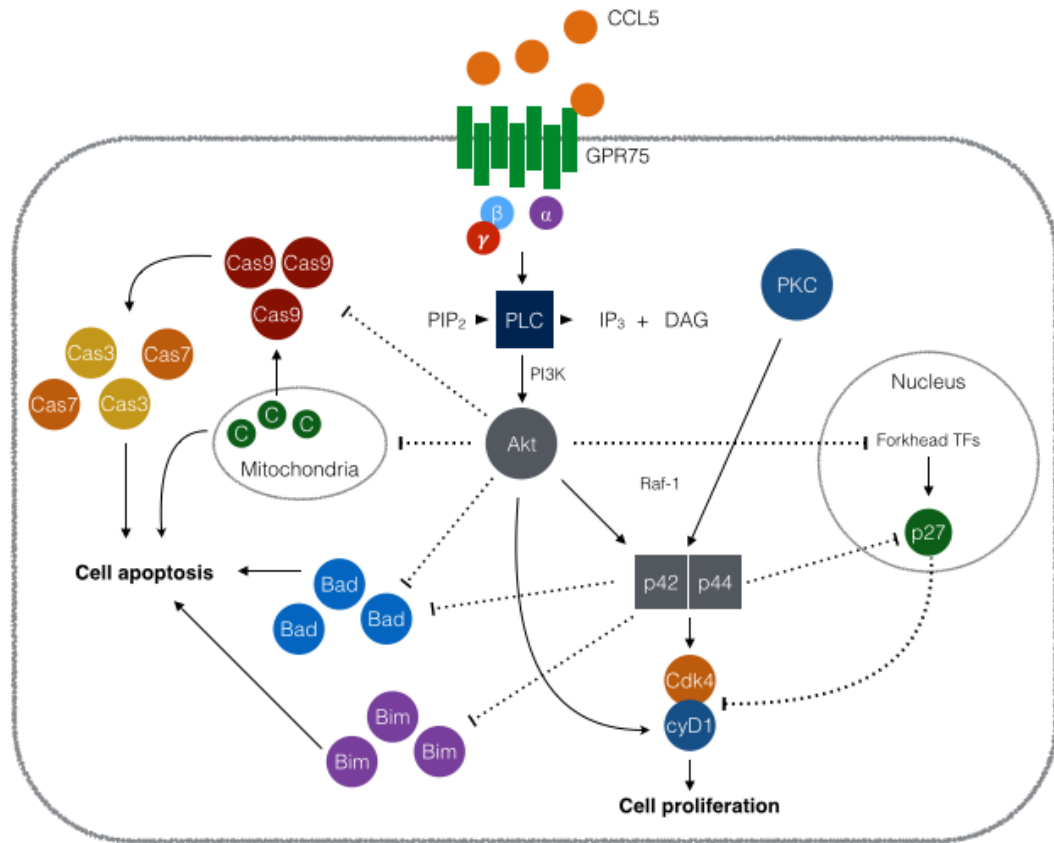 CCL5
GPR75
β
α
γ
Cas9 Cas9
Cas9
PKC
PIP₂
PLC
IP₃ + DAG
Cas3
Cas7
Cas7
Cas3
PI3K
Nucleus
C
C
C
Mitochondria
Akt
Forkhead TFs
Raf-1
p27
Cell apoptosis
p42
p44
Bad
Bad
Bad
Cdk4
cyD1
Bim
Bim
Bim
Cell proliferation